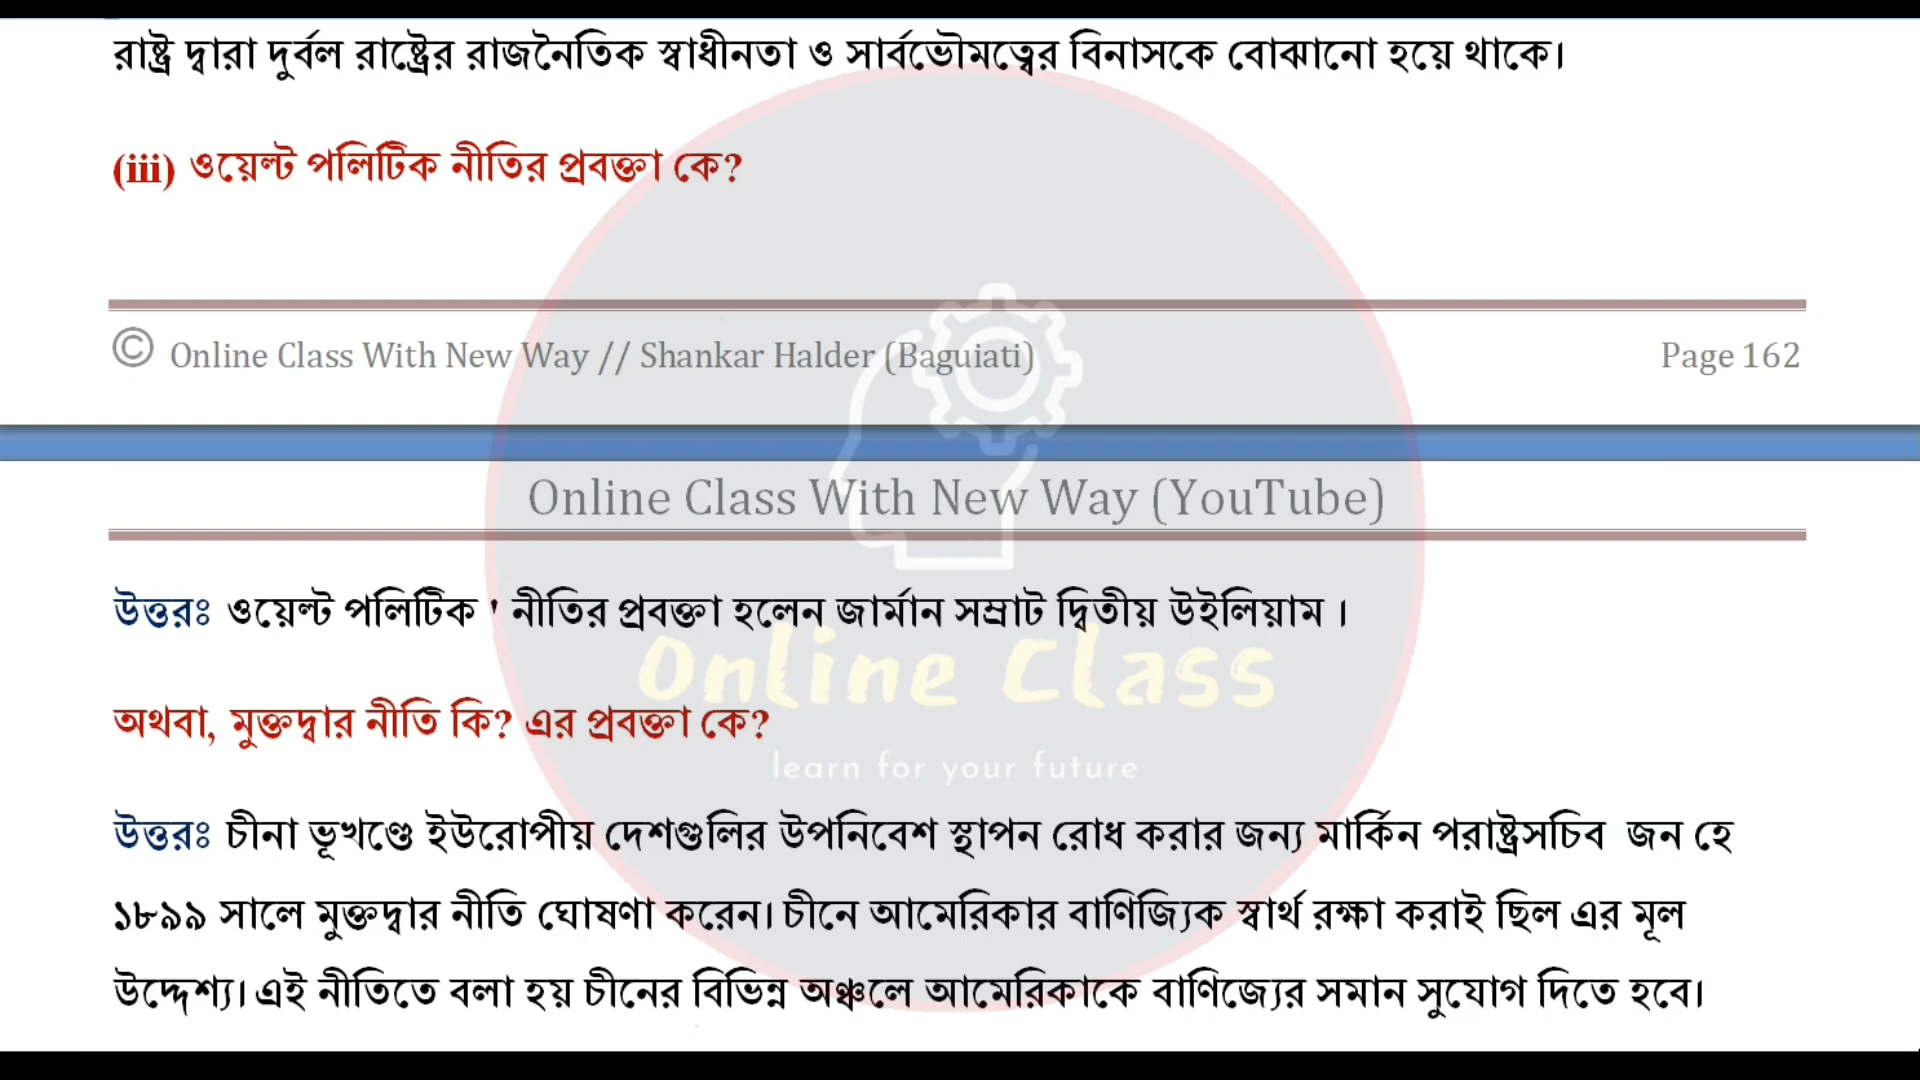 রাষ্ট্র দ্বারা দুর্বল রাষ্ট্রের রাজনৈতিক স্বাধীনতা ও সার্বভৌমত্বের বিনাসকে বোঝানো হয়ে থাকে।
(iii) ওয়েল্ট পলিটিক নীতির প্রবক্তা কে?
© Online Class With New Way // Shankar Halder (Baguiati) Page 162
Online Class With New Way (YouTube)
উত্তরঃ ওয়েল্ট পলিটিক ' নীতির প্রবক্তা হলেন জার্মান সম্রাট দ্বিতীয় উইলিয়াম ।
Online Class
অথবা, মুক্তদ্বার নীতি কি? এর প্রবক্তা কে?
learn for your future
উত্তরঃ চীনা ভূখণ্ডে ইউরোপীয় দেশগুলির উপনিবেশ স্থাপন রোধ করার জন্য মার্কিন পরাষ্ট্রসচিব জন হে
১৮৯৯ সালে মুক্তদ্বার নীতি ঘোষণা করেন। চীনে আমেরিকার বাণিজ্যিক স্বার্থ রক্ষা করাই ছিল এর মূল
উদ্দেশ্য। এই নীতিতে বলা হয় চীনের বিভিন্ন অঞ্চলে আমেরিকাকে বাণিজ্যের সমান সুযোগ দিতে হবে।